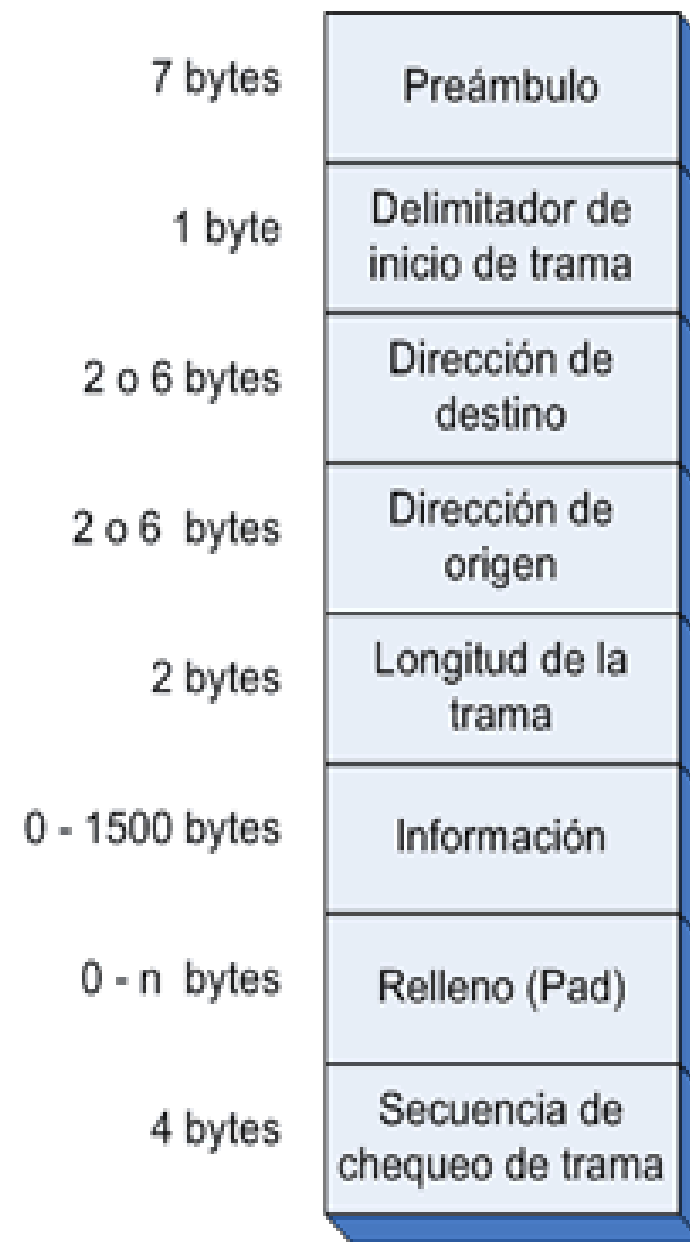 7 bytes
Preámbulo
1 byte
Delimitador de
inicio de trama
2 o 6 bytes
Dirección de
destino
2 o 6 bytes
Dirección de
origen
2 bytes
Longitud de la
trama
0 - 1500 bytes
Información
0 - n bytes
Relleno (Pad)
4 bytes
Secuencia de
chequeo de trama